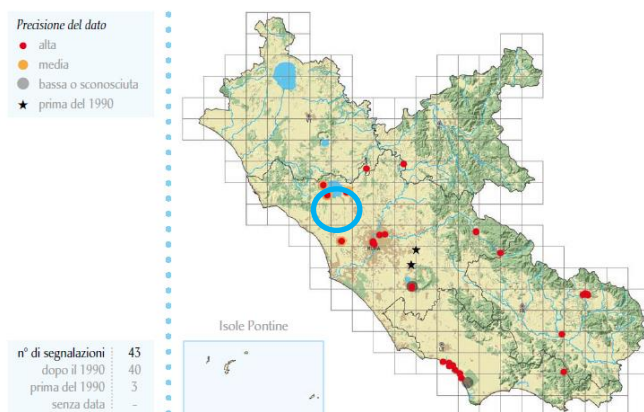 Precisione del dato
alta
media
bassa o sconosciuta
prima del 1990
Isole Pontine
n° di segnalazioni 43
dopo il 1990 40
prima del 1990 3
senza data -